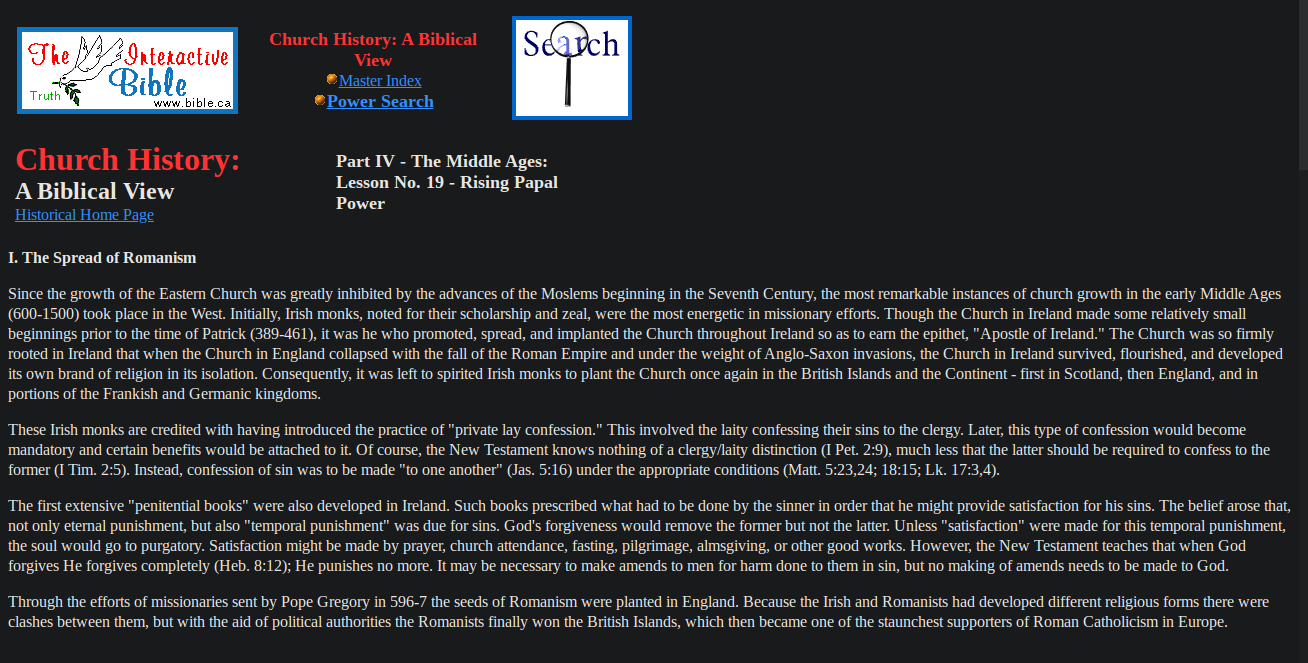 The Interactive
Bible
Truth
www.bible.ca
Church History: A Biblical
View
Master Index
Power Search
Search
Church History:
A Biblical View
Historical Home Page
Part IV - The Middle Ages:
Lesson No. 19 - Rising Papal
Power
I. The Spread of Romanism
Since the growth of the Eastern Church was greatly inhibited by the advances of the Moslems beginning in the Seventh Century, the most remarkable instances of church growth in the early Middle Ages
(600-1500) took place in the West. Initially, Irish monks, noted for their scholarship and zeal, were the most energetic in missionary efforts. Though the Church in Ireland made some relatively small
beginnings prior to the time of Patrick (389-461), it was he who promoted, spread, and implanted the Church throughout Ireland so as to earn the epithet, "Apostle of Ireland." The Church was so firmly
rooted in Ireland that when the Church in England collapsed with the fall of the Roman Empire and under the weight of Anglo-Saxon invasions, the Church in Ireland survived, flourished, and developed
its own brand of religion in its isolation. Consequently, it was left to spirited Irish monks to plant the Church once again in the British Islands and the Continent - first in Scotland, then England, and in
portions of the Frankish and Germanic kingdoms.
These Irish monks are credited with having introduced the practice of "private lay confession." This involved the laity confessing their sins to the clergy. Later, this type of confession would become
mandatory and certain benefits would be attached to it. Of course, the New Testament knows nothing of a clergy/laity distinction (I Pet. 2:9), much less that the latter should be required to confess to the
former (I Tim. 2:5). Instead, confession of sin was to be made "to one another" (Jas. 5:16) under the appropriate conditions (Matt. 5:23,24; 18:15; Lk. 17:3,4).
The first extensive "penitential books" were also developed in Ireland. Such books prescribed what had to be done by the sinner in order that he might provide satisfaction for his sins. The belief arose that,
not only eternal punishment, but also "temporal punishment" was due for sins. God's forgiveness would remove the former but not the latter. Unless "satisfaction" were made for this temporal punishment,
the soul would go to purgatory. Satisfaction might be made by prayer, church attendance, fasting, pilgrimage, almsgiving, or other good works. However, the New Testament teaches that when God
forgives He forgives completely (Heb. 8:12); He punishes no more. It may be necessary to make amends to men for harm done to them in sin, but no making of amends needs to be made to God.
Through the efforts of missionaries sent by Pope Gregory in 596-7 the seeds of Romanism were planted in England. Because the Irish and Romanists had developed different religious forms there were
clashes between them, but with the aid of political authorities the Romanists finally won the British Islands, which then became one of the staunchest supporters of Roman Catholicism in Europe.